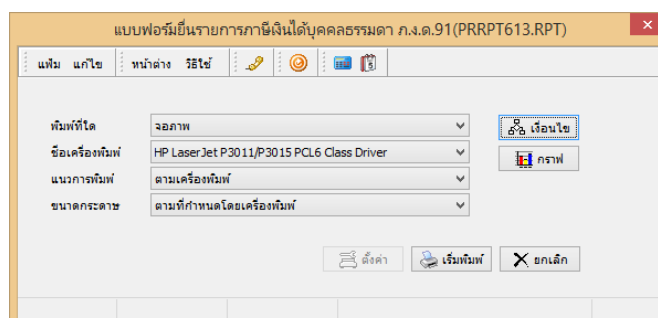 แบบฟอร์มยื่นรายการภาษีเงินได้บุคคลธรรมดา ภ.ง.ด.91(PRRPT613.RPT)
แฟ้ม แก้ไข หน้าต่าง วิธีใช้
พิมพ์ที่ใด จอภาพ เงื่อนไข
ชื่อเครื่องพิมพ์ HP LaserJet P3011/P3015 PCL6 Class Driver กราฟ
แนวการพิมพ์ ตามเครื่องพิมพ์
ขนาดกระดาษ ตามที่กำหนดโดยเครื่องพิมพ์
ตั้งค่า เริ่มพิมพ์ ยกเลิก